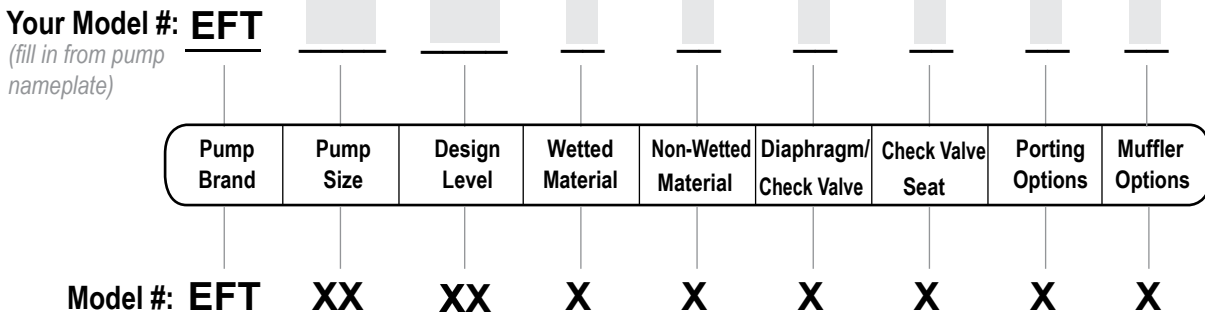 Your Model #: EFT
(fill in from pump
nameplate)
Pump Pump Design Wetted Non-Wetted Diaphragm/ Check Valve Porting Muffler
Brand Size Level Material Material Check Valve Seat Options Options
Model #: EFT XX XX X X X X X X